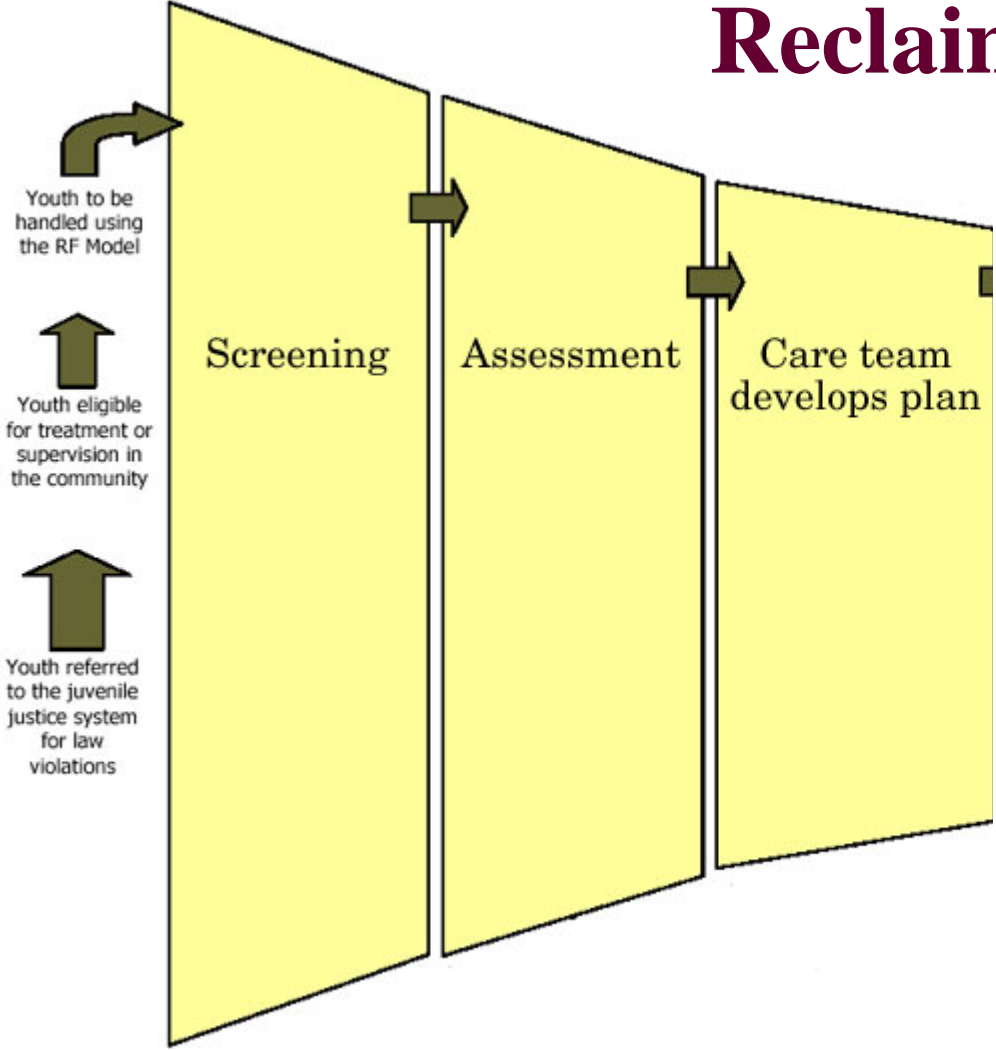 Reclaim
Youth to be
handled using
the RF Model
Youth eligible
for treatment or
supervision in
the community
Youth referred
to the juvenile
justice system
for law
violations
Screening
Assessment
Care team
develops plan